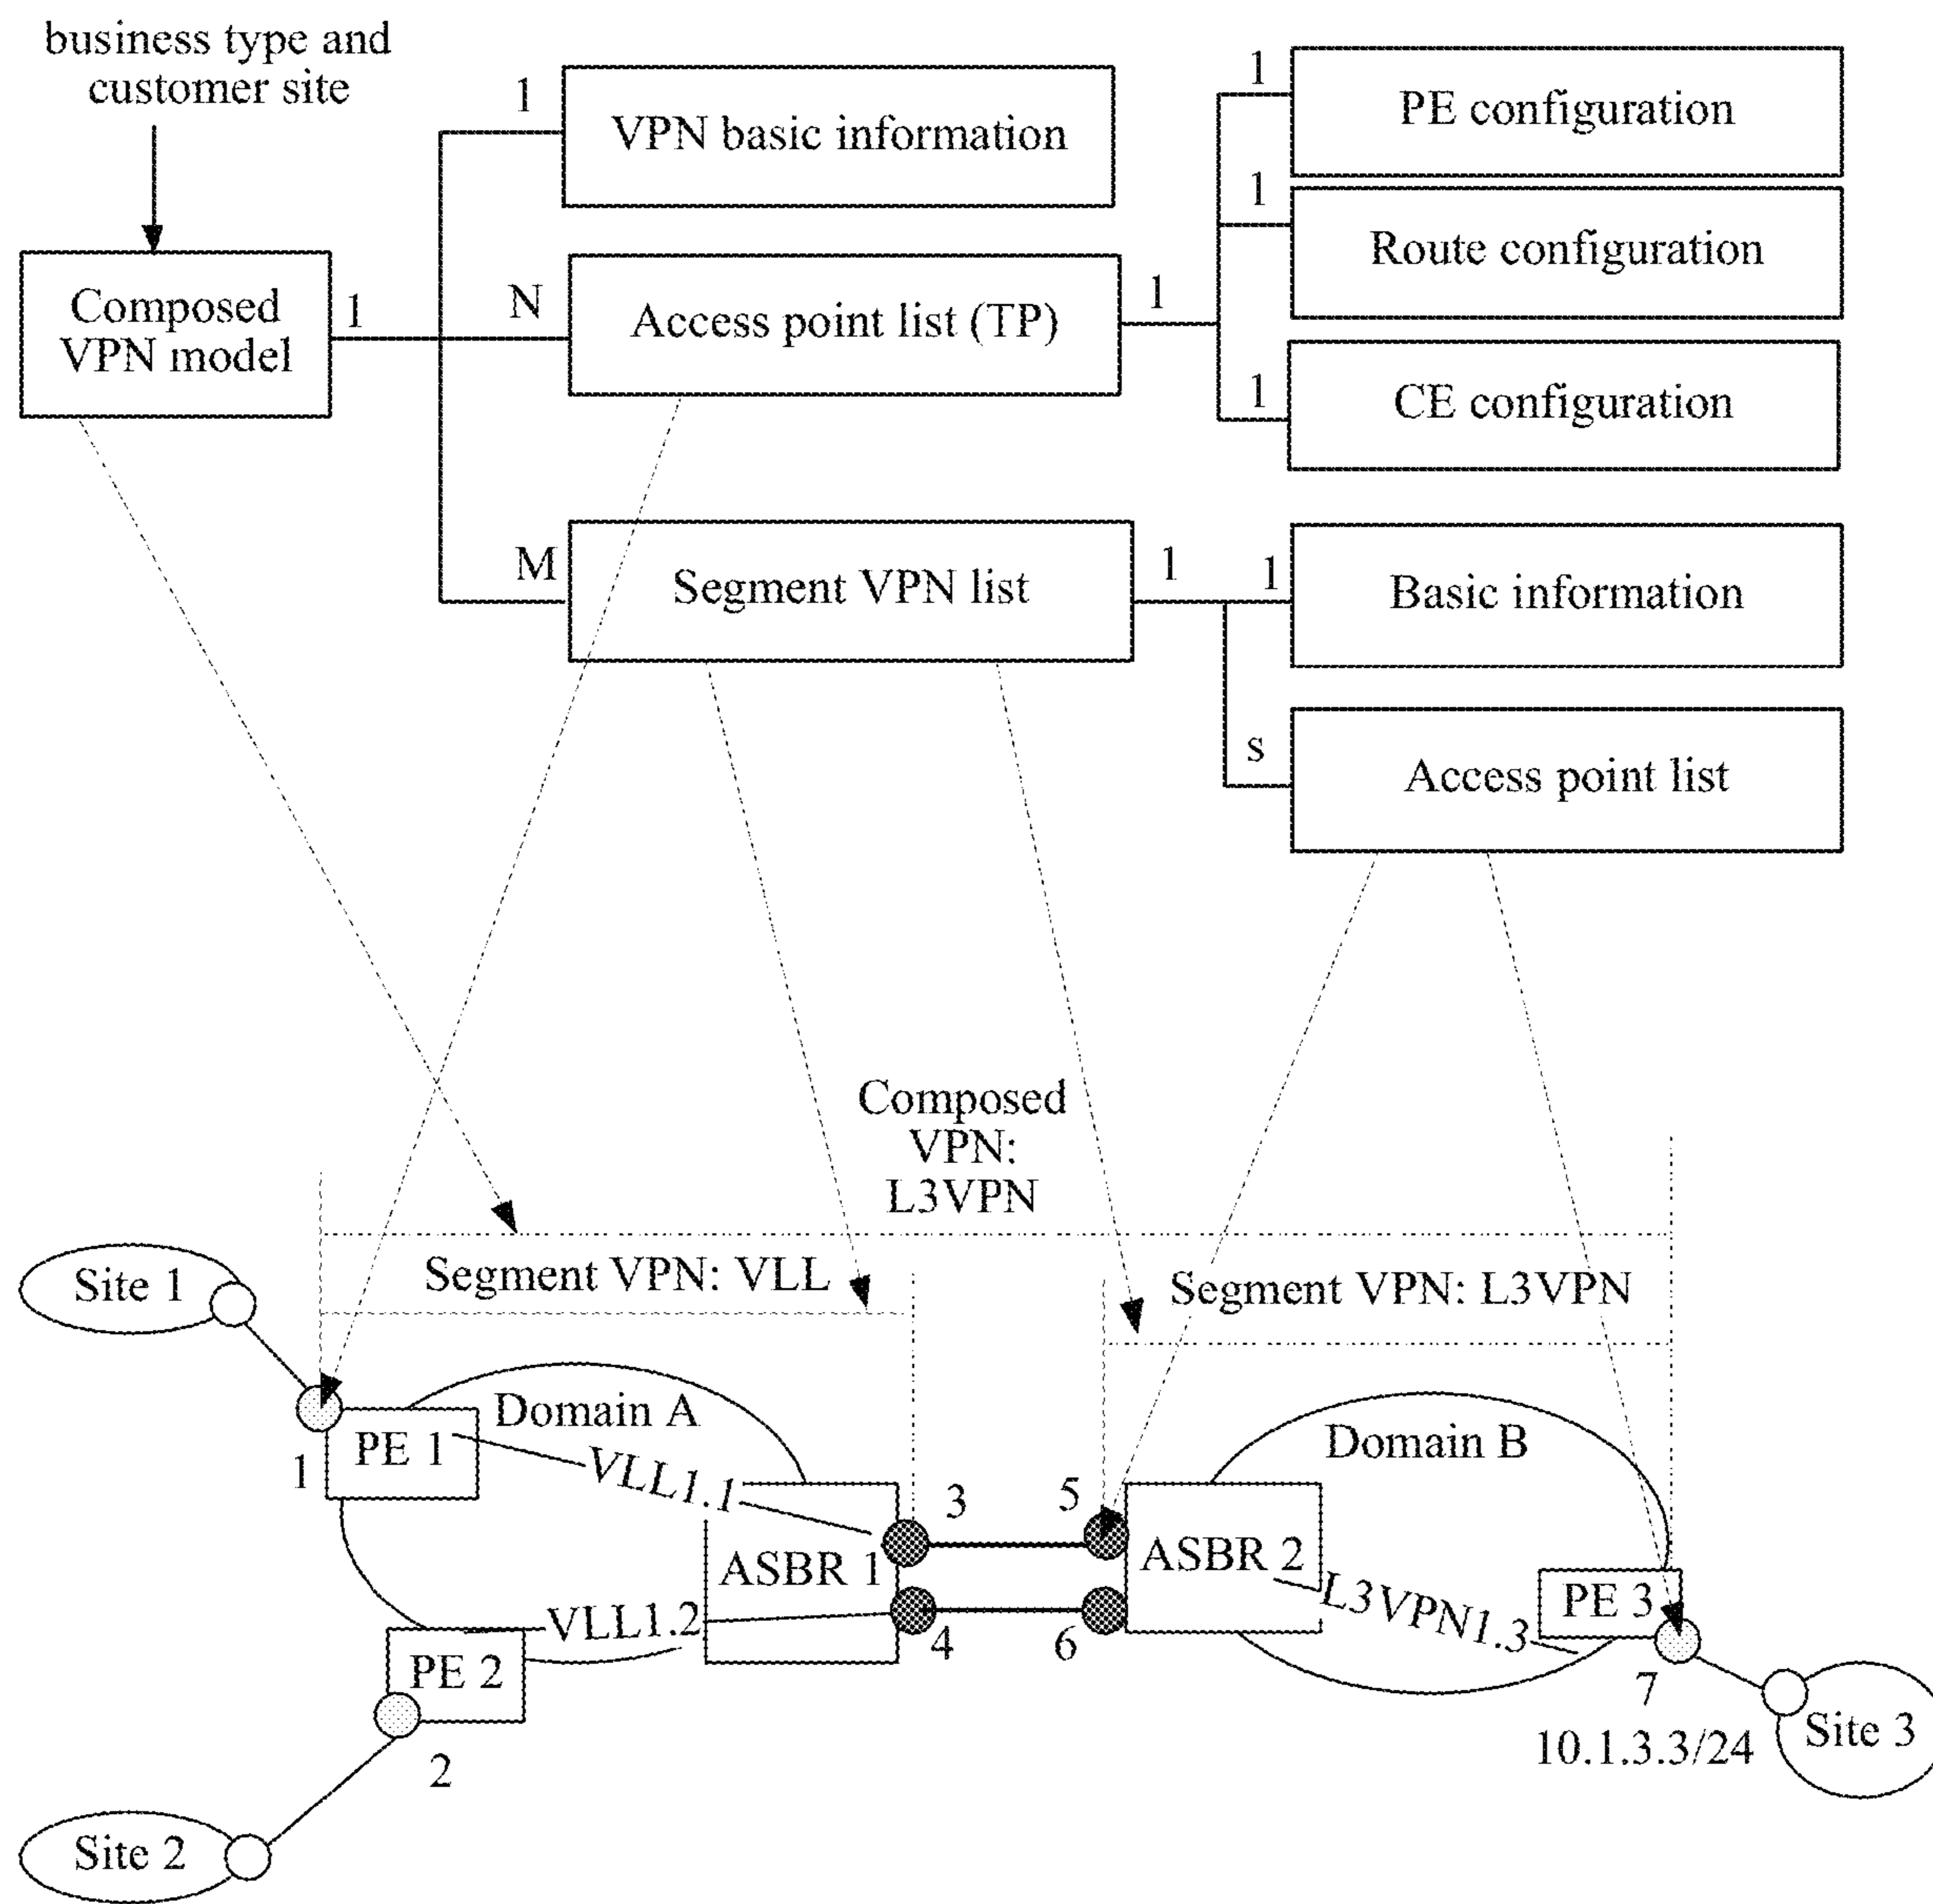 business type and
customer site
Composed
VPN model
1
1
VPN basic information
N
Access point list (TP)
1
1
PE configuration
1
Route configuration
1
CE configuration
M
Segment VPN list
1
1
Basic information
s
Access point list
Composed
VPN:
L3VPN
Segment VPN: VLL
Segment VPN: L3VPN
Site 1
Domain A
Domain B
1
PE 1
VLL1.1
3
5
ASBR 1
ASBR 2
VLL1.2
4
6
L3VPN1.3
PE 3
PE 2
2
7
10.1.3.3/24
Site 3
Site 2